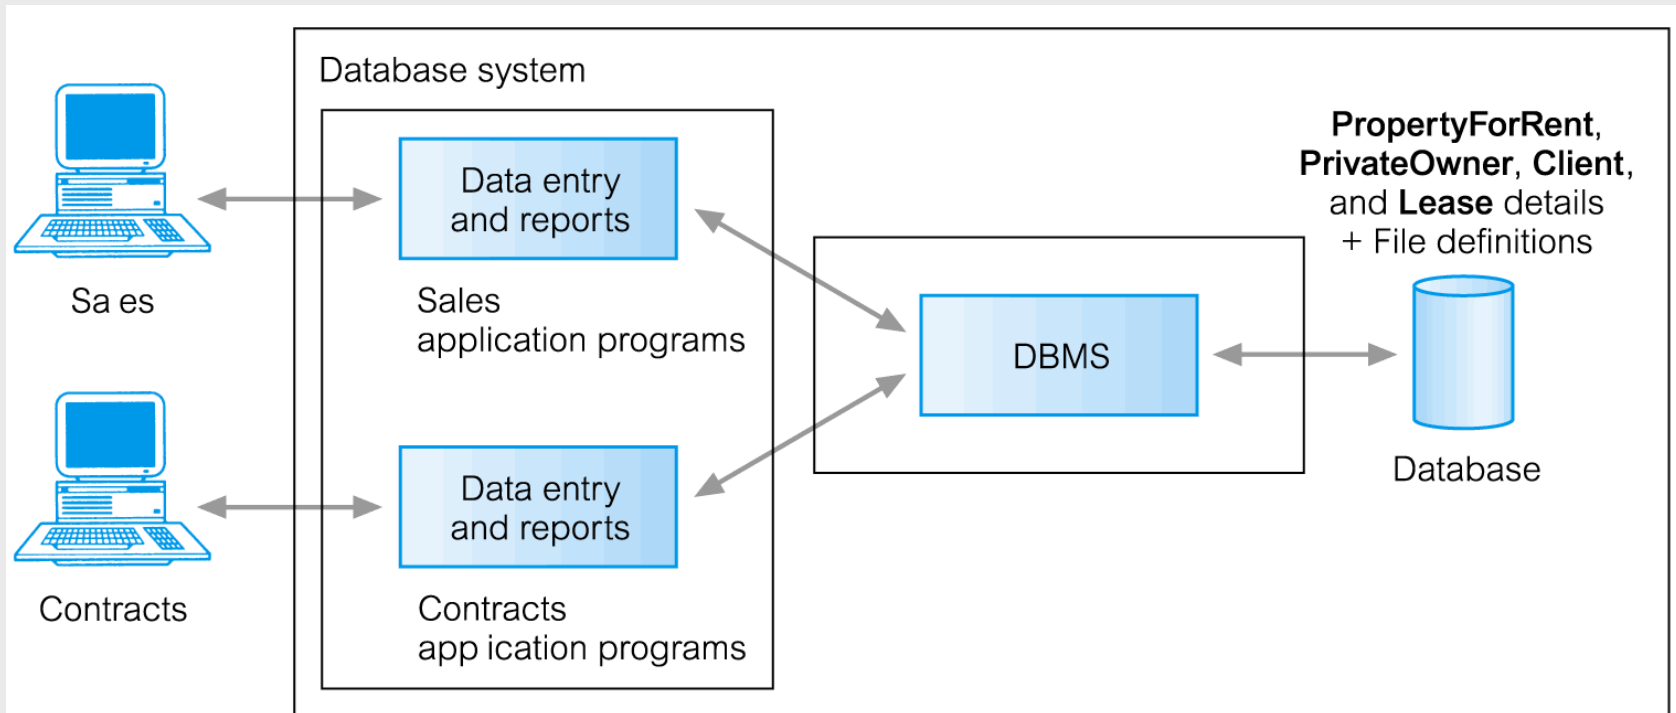 Database system
PropertyForRent,
PrivateOwner, Client,
and Lease details
+ File definitions
Data entry
and reports
Sa es
Sales
application programs
DBMS
Database
Data entry
and reports
Contracts
Contracts
app ication programs